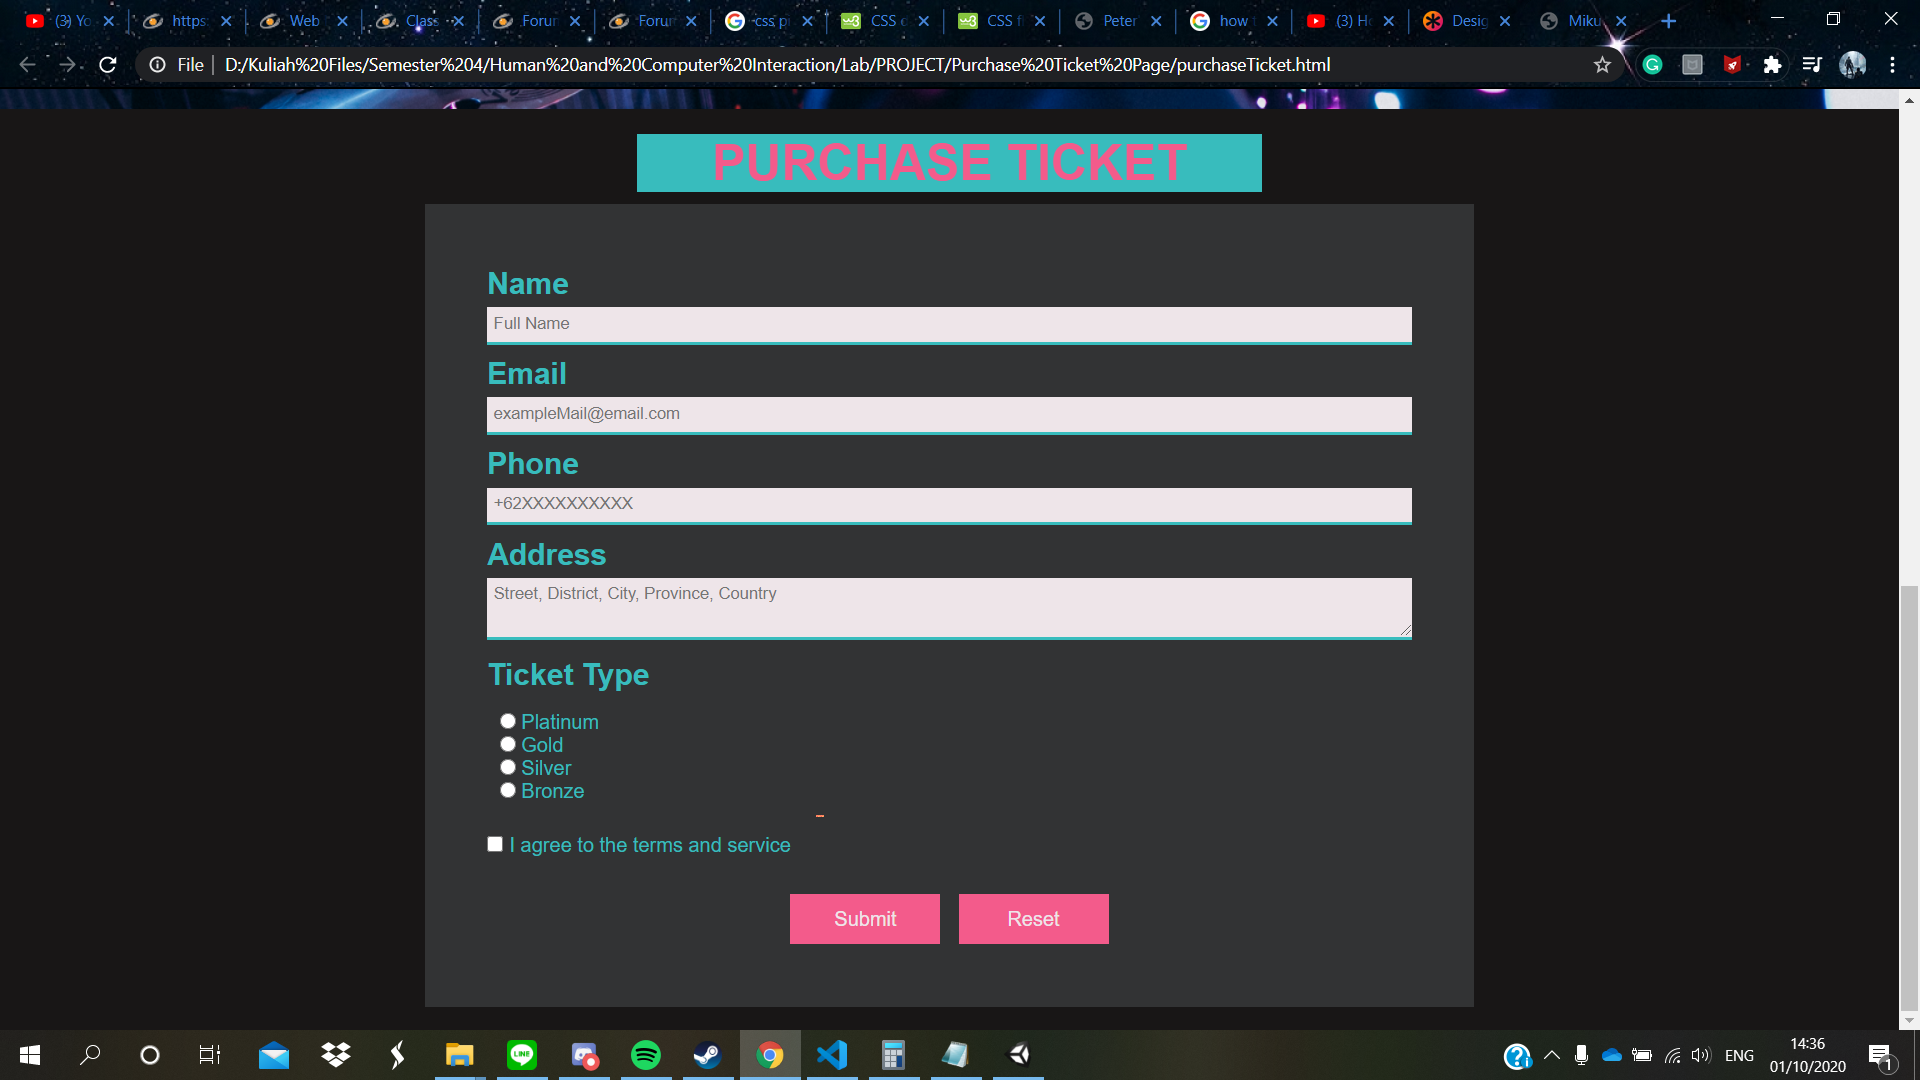 (3) Yo
https
Web
Class
Forur
Forur
css pi
CSS
CSS fi
Peter
how
(3) H
Desig
Miku
File
D:/Kuliah%20Files/Semester%204/Human%20and%20Computer%20Interaction/Lab/PROJECT/Purchase%20Ticket%20Page/purchaseTicket.html
PURCHASE TICKET
Name
Full Name
Email
exampleMail@email.com
Phone
+62XXXXXXXXXX
Address
Street, District, City, Province, Country
Ticket Type
Platinum
Gold
Silver
Bronze
I agree to the terms and service
Submit
Reset
LINE
ENG
14:36
01/10/2020
1